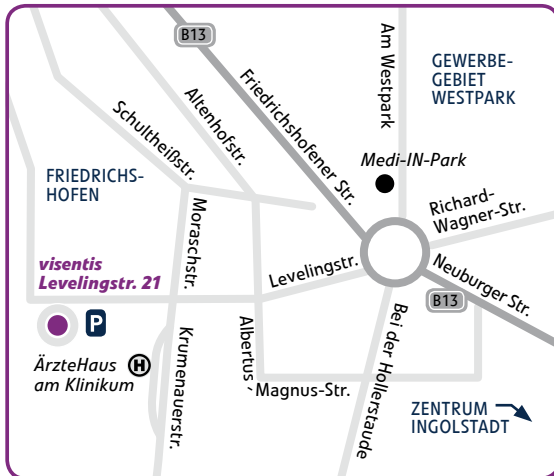 B13
Am Westpark
GEWERBE-
GEBIET
WESTPARK
Friedrichshofener Str.
Altenhofstr.
Schultheißstr.
Medi-IN-Park
FRIEDRICHS-
HOFEN
Moraschstr.
Richard-
Wagner-Str.
visentis
Levelingstr. 21
Levelingstr.
Neuburger Str.
B13
P
ÄrzteHaus
am Klinikum
H
Krumenauerstr.
Albertus-
Magnus-Str.
Bei der Hollerstaude
ZENTRUM
INGOLSTADT